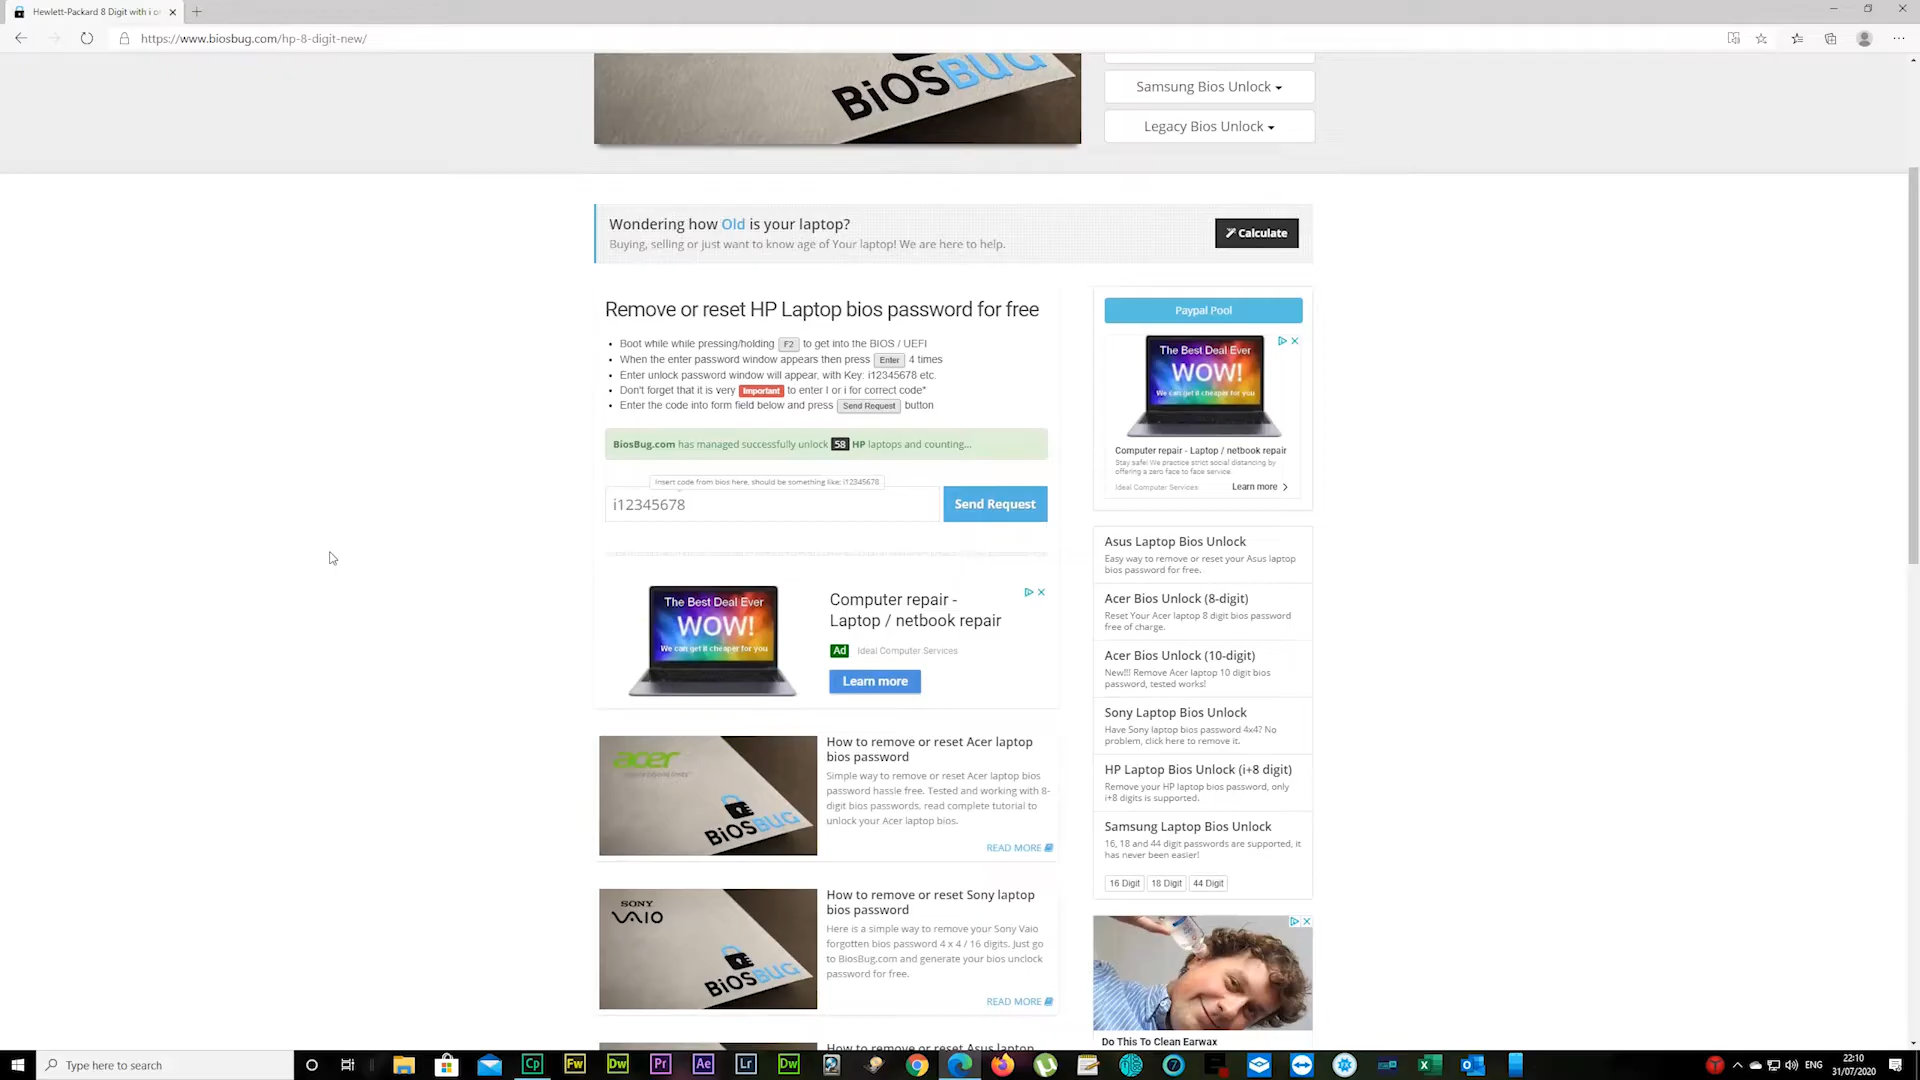 Hewlett-Packard 8 Digit with i o
https://www.biosbug.com/hp-8-digit-new/
BiOSBUG
Samsung Bios Unlock
Legacy Bios Unlock
Wondering how Old is your laptop?
Buying, selling or just want to know age of Your laptop! We are here to help.
Calculate
Remove or reset HP Laptop bios password for free
Boot while while pressing/holding F2 to get into the BIOS / UEFI
When the enter password window appears then press Enter 4 times
Enter unlock password window will appear, with Key: i12345678 etc.
Don't forget that it is very Important to enter I or i for correct code*
Enter the code into form field below and press Send Request button
BiosBug.com has managed successfully unlock 58 HP laptops and counting...
Insert code from bios here, should be something like: i12345678
i12345678
Send Request
The Best Deal Ever
WOW!
We can get it cheaper for you
Computer repair -
Laptop / netbook repair
Ad Ideal Computer Services
Learn more
acer
BiOSBUG
How to remove or reset Acer laptop
bios password
Simple way to remove or reset Acer laptop bios
password hassle free. Tested and working with 8-
digit bios passwords, read complete tutorial to
unlock your Acer laptop bios.
READ MORE
SONY
VAIO
BiOSBUG
How to remove or reset Sony laptop
bios password
Here is a simple way to remove your Sony Vaio
forgotten bios password 4 x 4 / 16 digits. Just go
to BiosBug.com and generate your bios unclock
password for free.
READ MORE
How to remove or reset Asus laptop
Paypal Pool
The Best Deal Ever
WOW!
We can get it cheaper for you
Computer repair - Laptop / netbook repair
Stay safe! We practice strict social distancing by
offering a zero face to face service.
Ideal Computer Services
Learn more
Asus Laptop Bios Unlock
Easy way to remove or reset your Asus laptop
bios password for free.
Acer Bios Unlock (8-digit)
Reset Your Acer laptop 8 digit bios password
free of charge.
Acer Bios Unlock (10-digit)
New!!! Remove Acer laptop 10 digit bios
password, tested works!
Sony Laptop Bios Unlock
Have Sony laptop bios password 4x4? No
problem, click here to remove it.
HP Laptop Bios Unlock (i+8 digit)
Remove your HP laptop bios password, only
i+8 digits is supported.
Samsung Laptop Bios Unlock
16, 18 and 44 digit passwords are supported, it
has never been easier!
16 Digit 18 Digit 44 Digit
Do This To Clean Earwax
Type here to search
Cp Fw Dw Pr Ae Lr Dw
ENG
22:10
31/07/2020